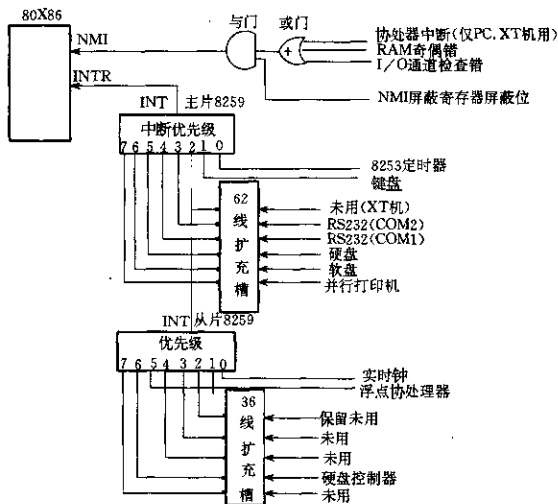 80X86
NMI
INTR
与门
或门
协处器中断(仅PC.XT机用)
RAM奇偶错
I/O通道检查错
NMI屏蔽寄存器屏蔽位
INT 主片8259
中断优先级
7 6 5 4 3 2 1 0
8253定时器
键盘
62
线
扩
充
槽
未用(XT机)
RS232(COM2)
RS232(COM1)
硬盘
软盘
并行打印机
INT 从片8259
优先级
7 6 5 4 3 2 1 0
实时钟
浮点协处理器
36
线
扩
充
槽
保留未用
未用
未用
硬盘控制器
未用